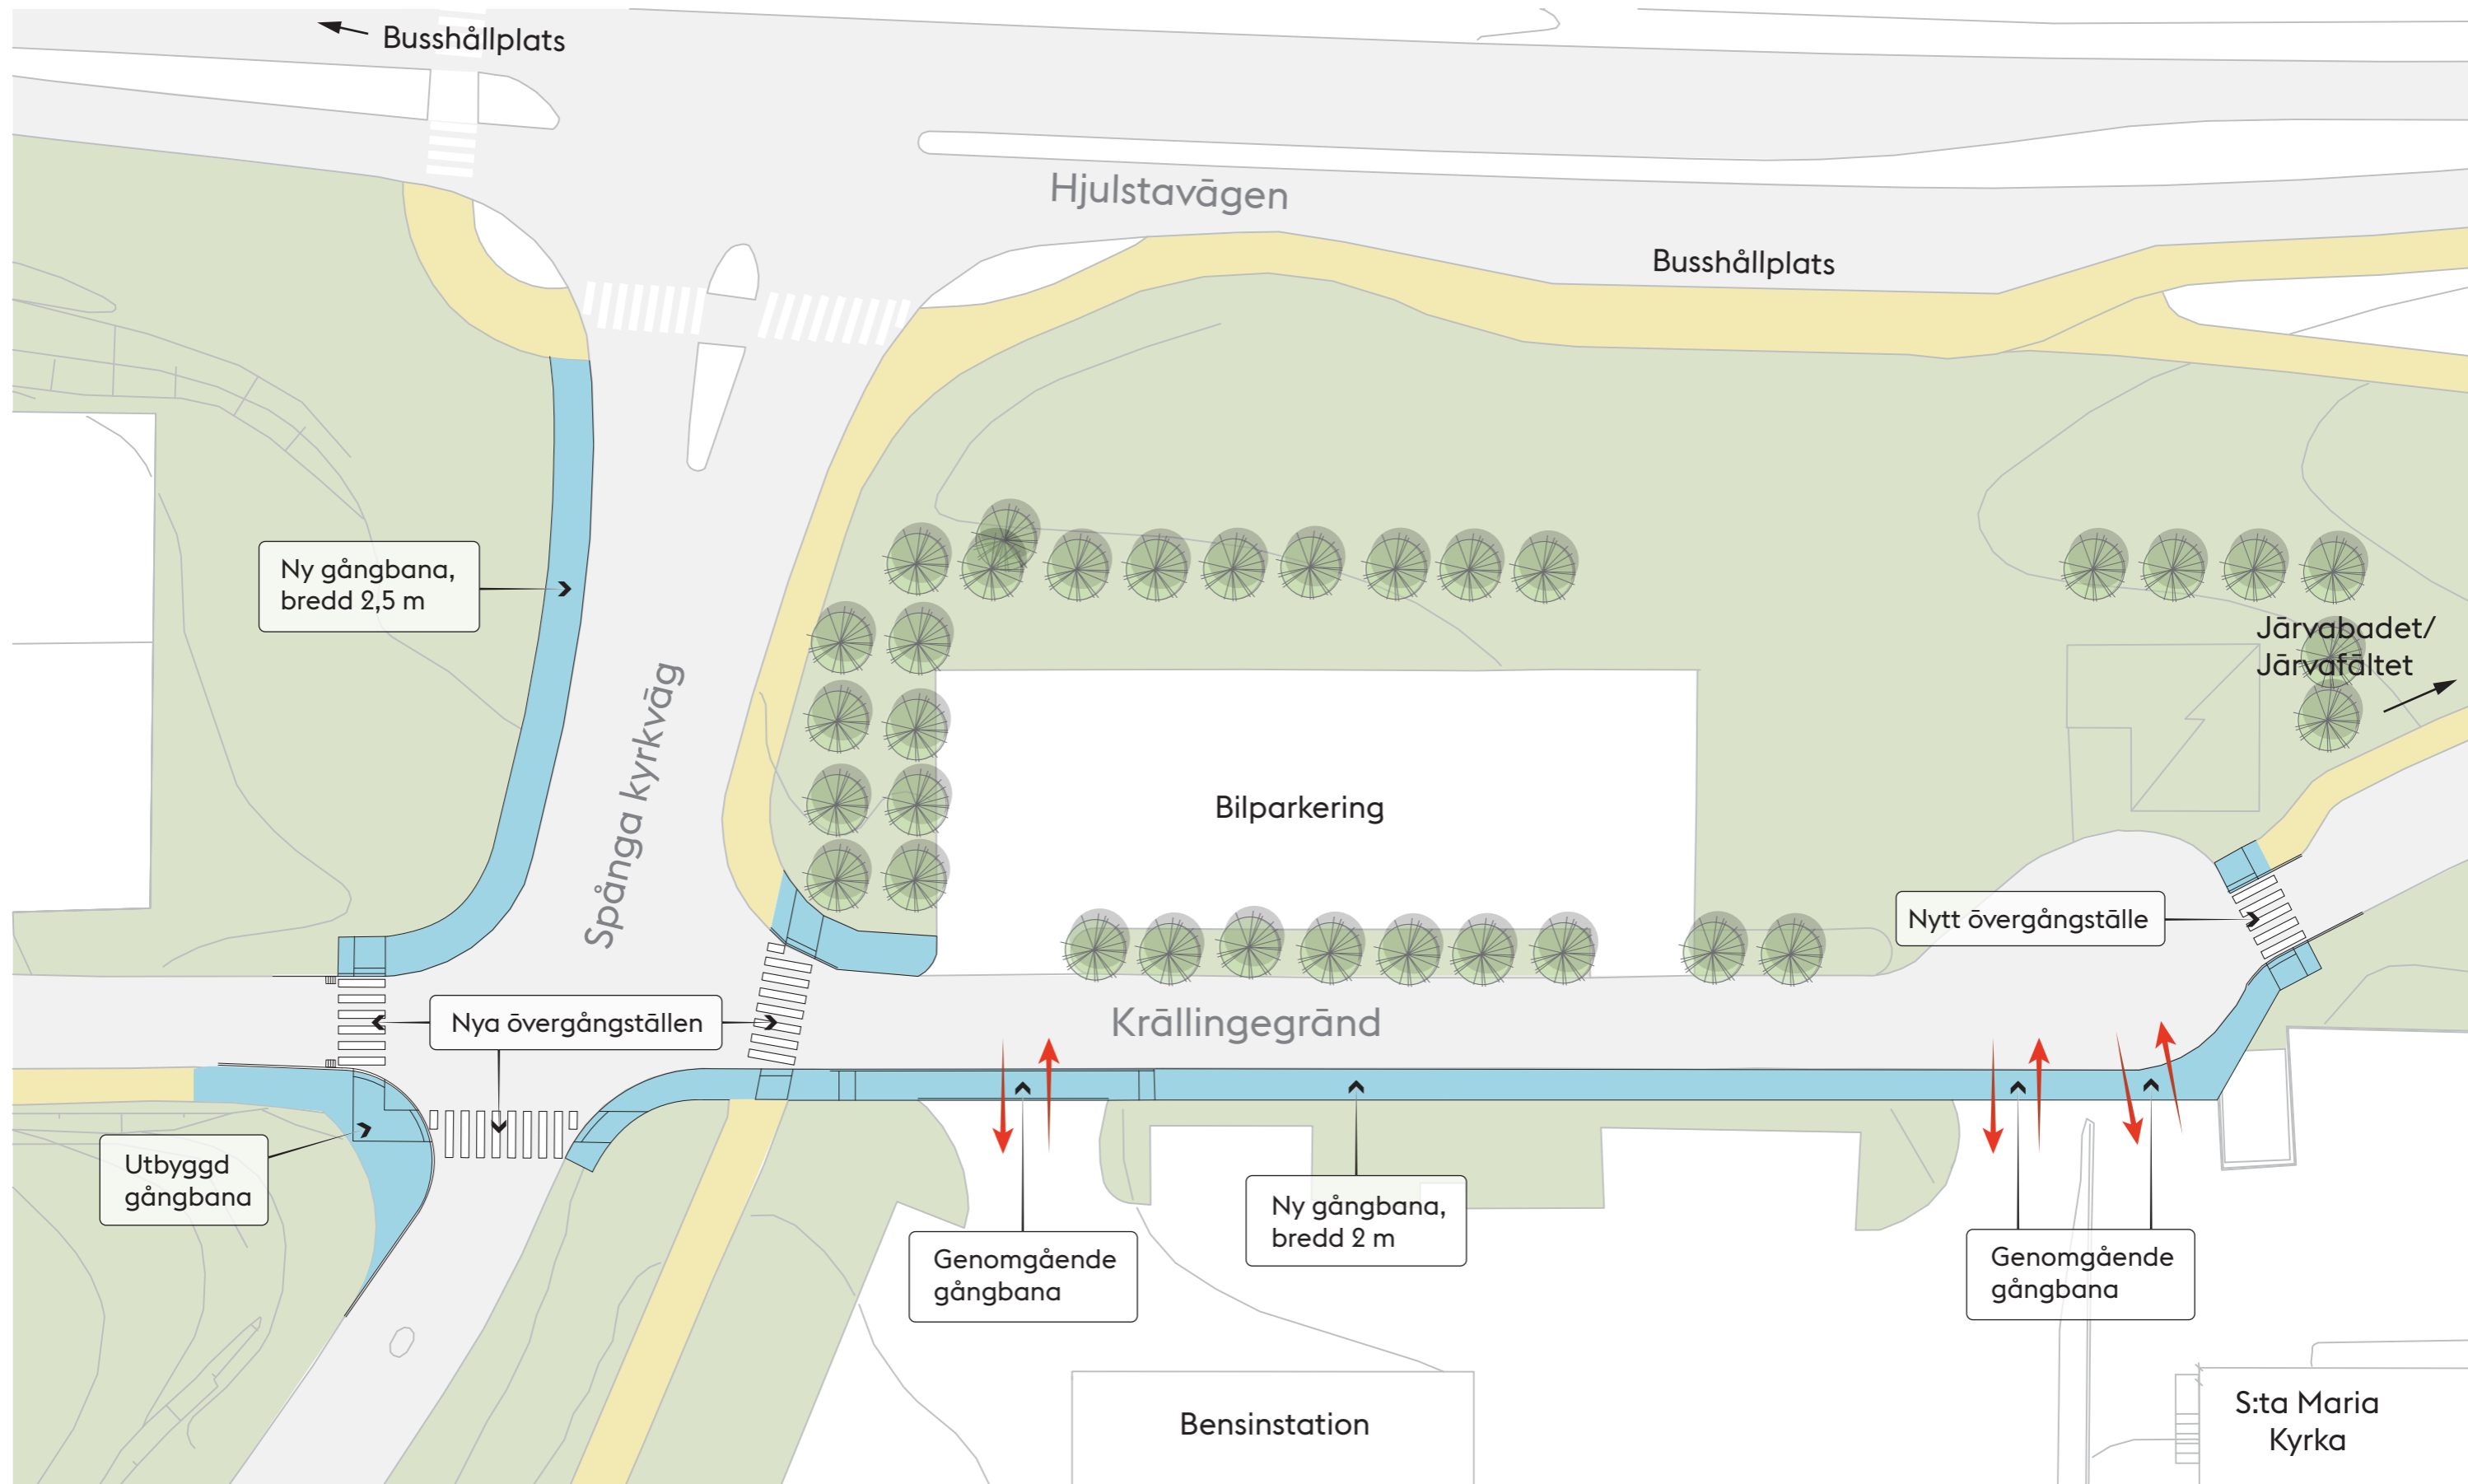 Busshållplats
Hjulstavägen
Busshållplats
Ny gångbana,
bredd 2,5 m
Järvabadet/
Järvafältet
Spånga kyrkväg
Bilparkering
Nytt övergångställe
Nya övergångställen
Krällingegränd
Utbyggd
gångbana
Ny gångbana,
bredd 2 m
Genomgående
gångbana
Genomgående
gångbana
Bensinstation
S:ta Maria
Kyrka